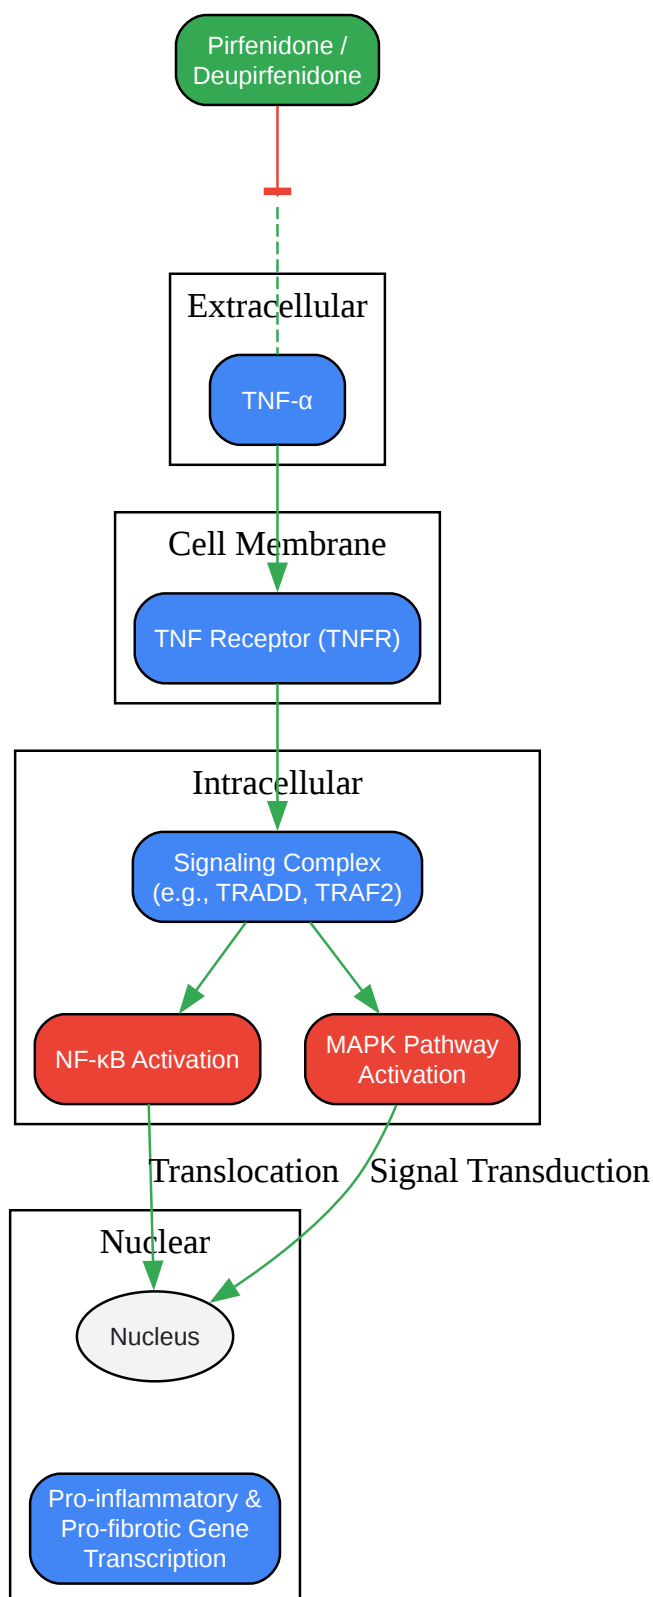 Pirfenidone /
Deupirfenidone
Extracellular
TNF-α
Cell Membrane
TNF Receptor (TNFR)
Intracellular
Signaling Complex
(e.g., TRADD, TRAF2)
NF-κB Activation
MAPK Pathway
Activation
Translocation
Signal Transduction
Nuclear
Nucleus
Pro-inflammatory &
Pro-fibrotic Gene
Transcription